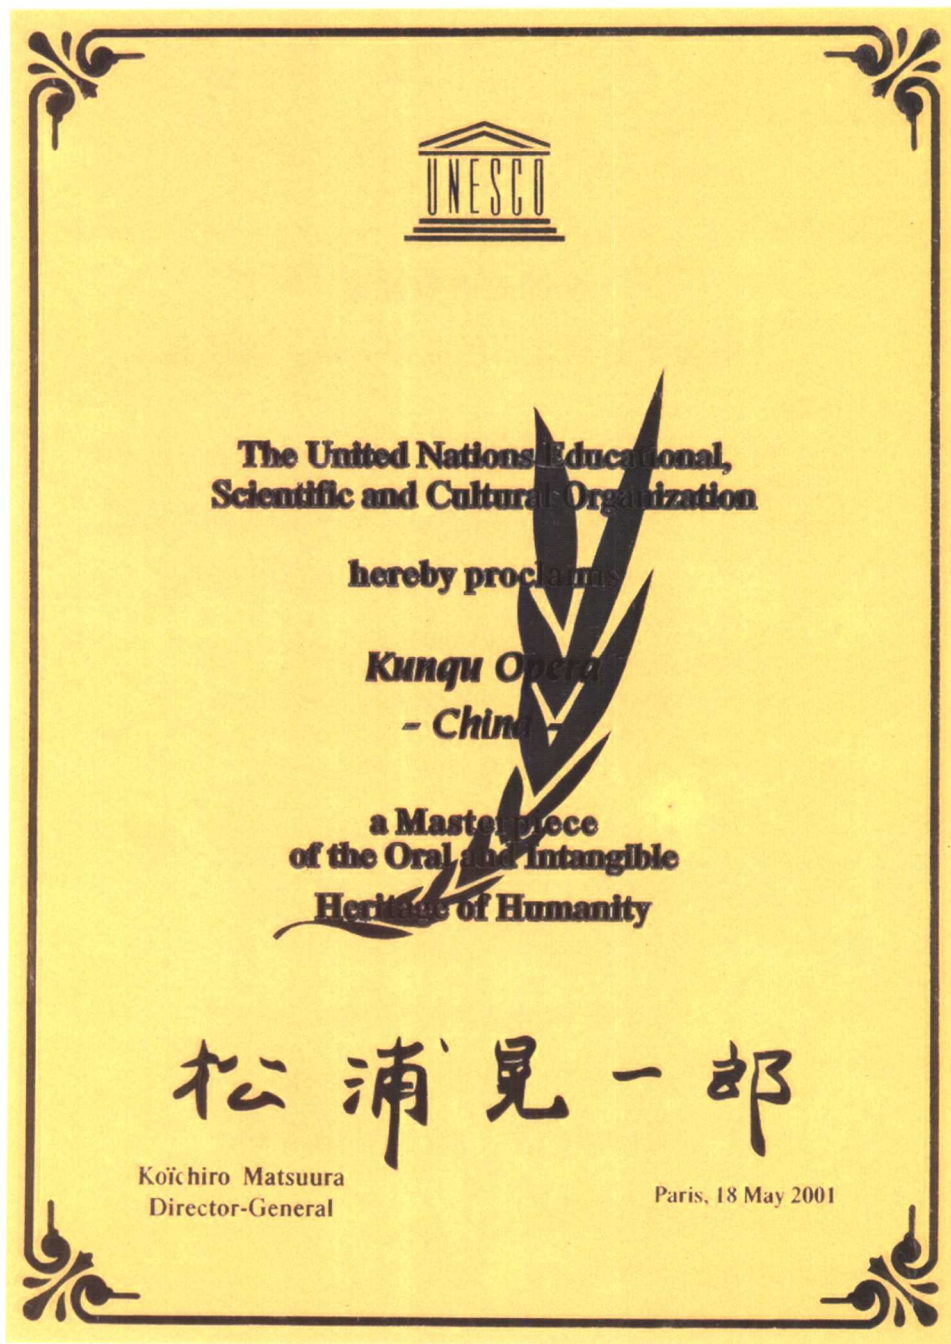 UNESCO
The United Nations Educational,
Scientific and Cultural Organization
hereby proclaims
Kunqu Opera
- China -
a Masterpiece
of the Oral and Intangible
Heritage of Humanity
松浦晃一郎
Koïchiro Matsuura
Director-General
Paris, 18 May 2001